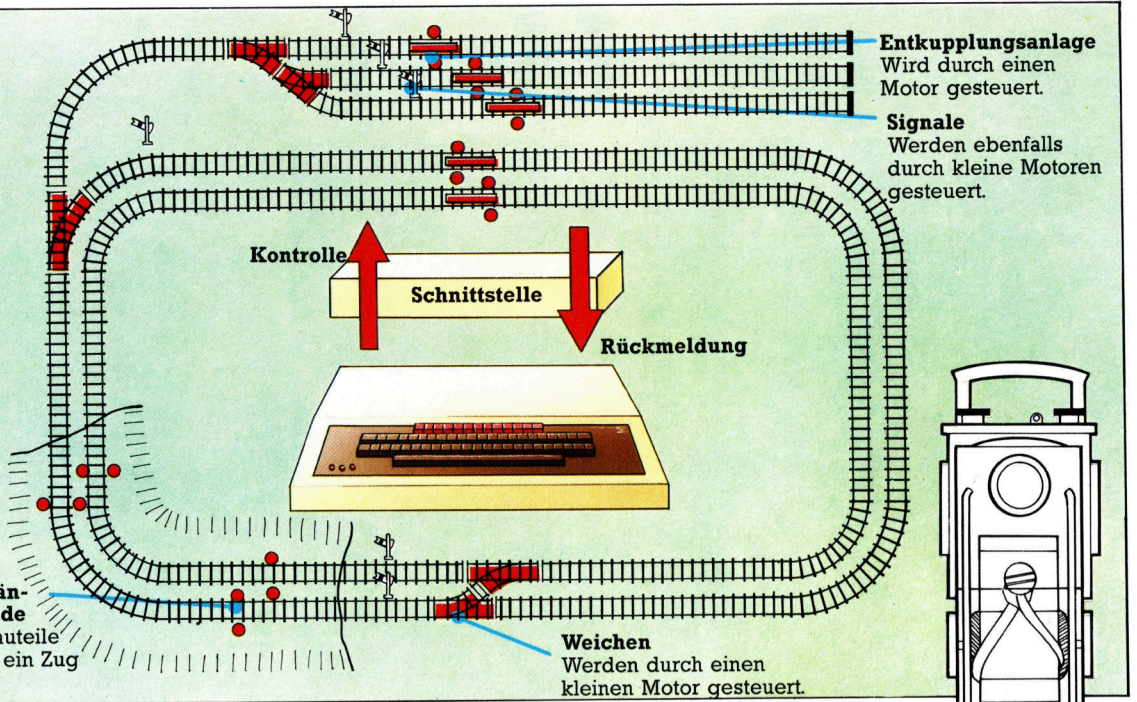 Entkupplungsanlage
Wird durch einen
Motor gesteuert.
Signale
Werden ebenfalls
durch kleine Motoren
gesteuert.
Kontrolle
Schnittstelle
Rückmeldung
ein Zug
Weichen
Werden durch einen
kleinen Motor gesteuert.